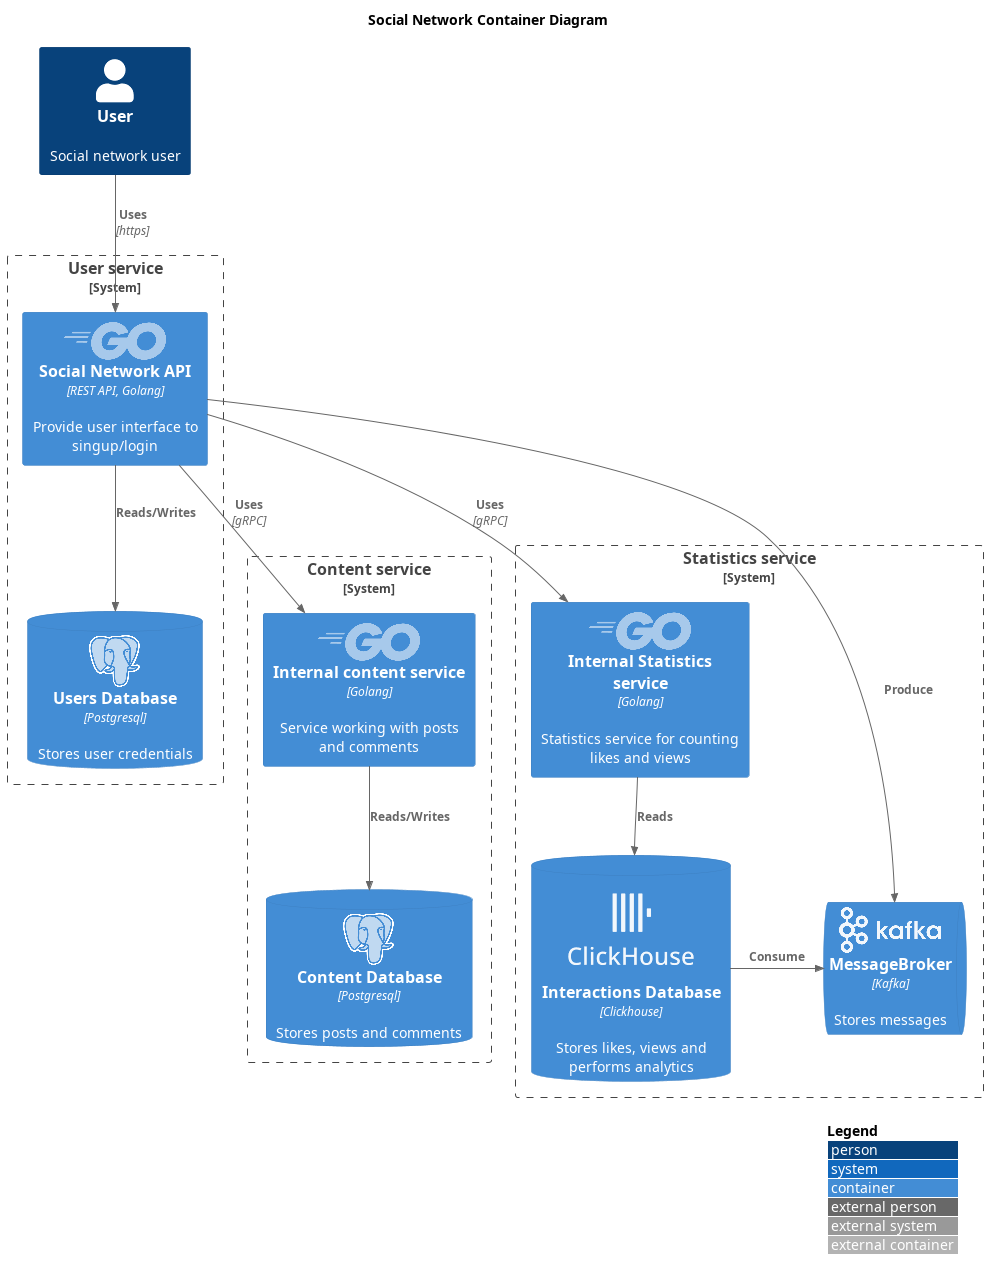 Social Network Container Diagram
User
Social network user
Uses
[https]
User service
[System]
GO
Social Network API
[REST API, Golang]
Provide user interface to
singup/login
Reads/Writes
Uses
[gRPC]
Uses
[gRPC]
Produce
Users Database
[Postgresql]
Stores user credentials
Content service
[System]
GO
Internal content service
[Golang]
Service working with posts
and comments
Reads/Writes
Content Database
[Postgresql]
Stores posts and comments
Statistics service
[System]
GO
Internal Statistics
service
[Golang]
Statistics service for counting
likes and views
Reads
ClickHouse
Interactions Database
[Clickhouse]
Stores likes, views and
performs analytics
Consume
kafka
MessageBroker
[Kafka]
Stores messages
Legend
person
system
container
external person
external system
external container